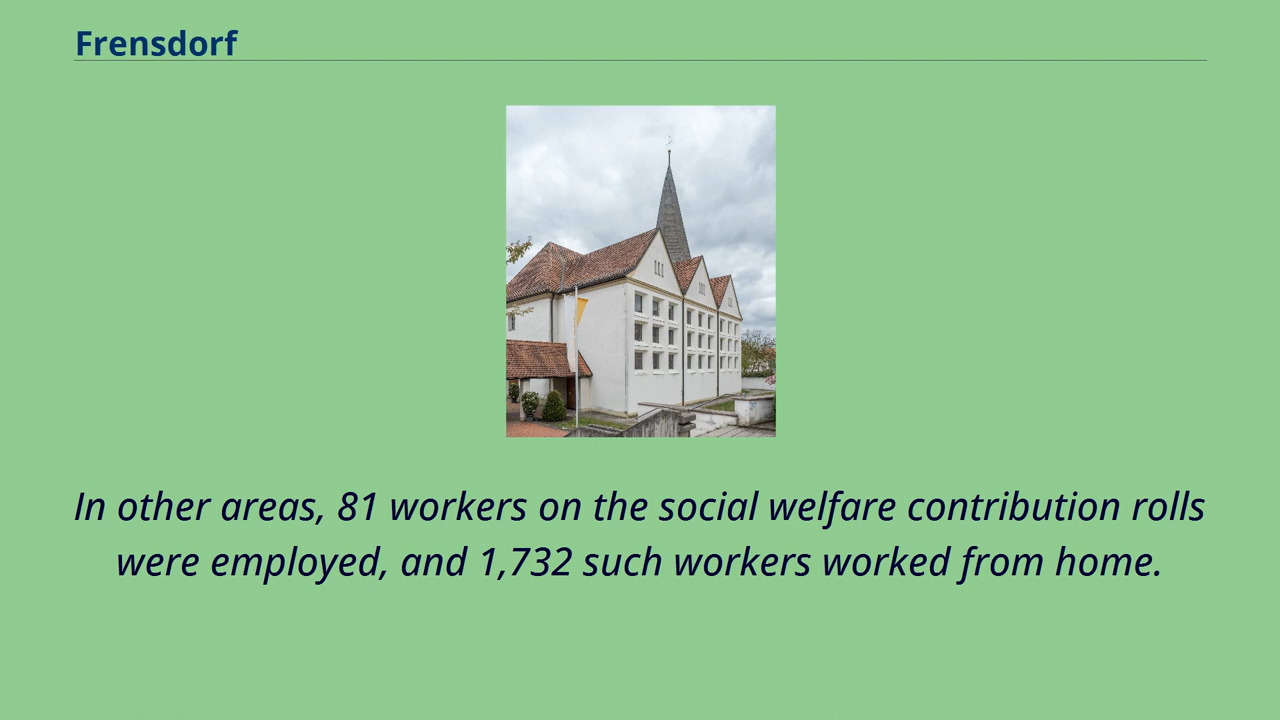 Frensdorf
In other areas, 81 workers on the social welfare contribution rolls
were employed, and 1,732 such workers worked from home.